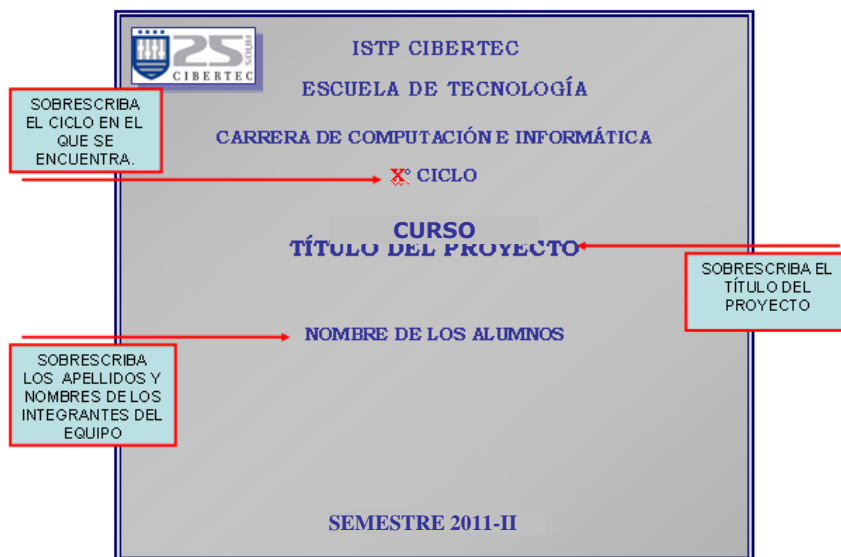 25 AÑOS
CIBERTEC
ISTP CIBERTEC
ESCUELA DE TECNOLOGÍA
CARRERA DE COMPUTACIÓN E INFORMÁTICA
X° CICLO
CURSO
TÍTULO DEL PROYECTO
NOMBRE DE LOS ALUMNOS
SEMESTRE 2011-II
SOBRESCRIBA
EL CICLO EN EL
QUE SE
ENCUENTRA.
SOBRESCRIBA EL
TÍTULO DEL
PROYECTO
SOBRESCRIBA
LOS APELLIDOS Y
NOMBRES DE LOS
INTEGRANTES DEL
EQUIPO